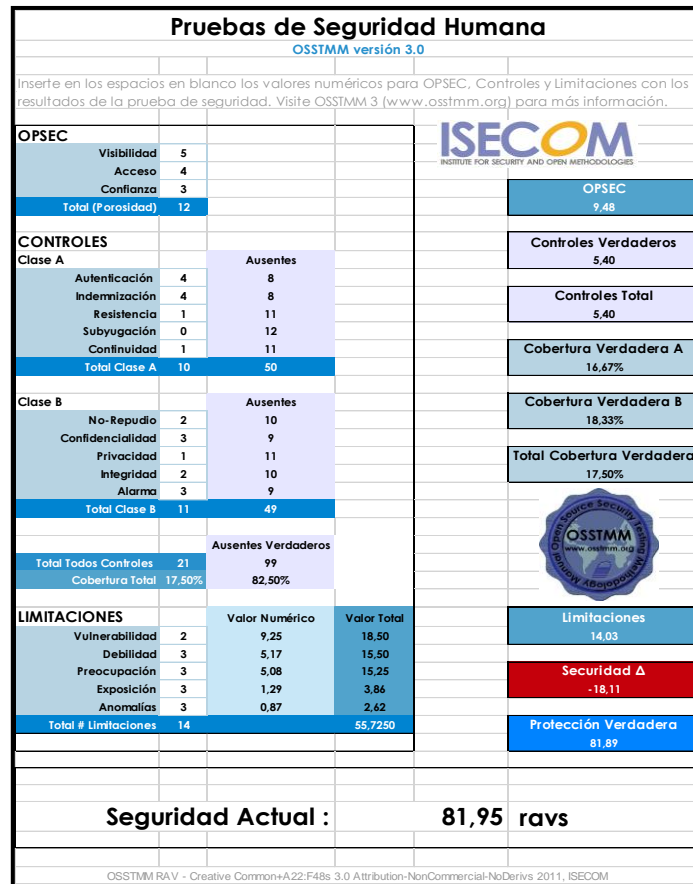 Pruebas de Seguridad Humana
OSSTMM versión 3.0
Inserte en los espacios en blanco los valores numéricos para OPSEC, Controles y Limitaciones con los
resultados de la prueba de seguridad. Visite OSSTMM 3 (www.osstmm.org) para más información.
OPSEC
ISECOM
INSTITUTE FOR SECURITY AND OPEN METHODOLOGIES
Visibilidad 5
Acceso 4
Confianza 3
OPSEC
Total (Porosidad) 12
9,48
CONTROLES
Controles Verdaderos
Clase A Ausentes
5,40
Autenticación 4 8
Indemnización 4 8
Controles Total
Resistencia 1 11
5,40
Subyugación 0 12
Continuidad 1 11
Cobertura Verdadera A
Total Clase A 10 50
16,67%
Clase B Ausentes
Cobertura Verdadera B
No-Repudio 2 10
18,33%
Confidencialidad 3 9
Privacidad 1 11
Total Cobertura Verdadera
Integridad 2 10
17,50%
Alarma 3 9
Total Clase B 11 49
Open Source Security Testing Methodology Manual
OSSTMM
www.osstmm.org
Ausentes Verdaderos
Total Todos Controles 21 99
Cobertura Total 17,50% 82,50%
LIMITACIONES Valor Numérico Valor Total
Limitaciones
Vulnerabilidad 2 9,25 18,50
14,03
Debilidad 3 5,17 15,50
Preocupación 3 5,08 15,25
Securidad Δ
Exposición 3 1,29 3,86
-18,11
Anomalías 3 0,87 2,62
Total # Limitaciones 14 55,7250
Protección Verdadera
81,89
Seguridad Actual : 81,95 ravs
OSSTMM RAV - Creative Common+A22:F48s 3.0 Attribution-NonCommercial-NoDerivs 2011, ISECOM